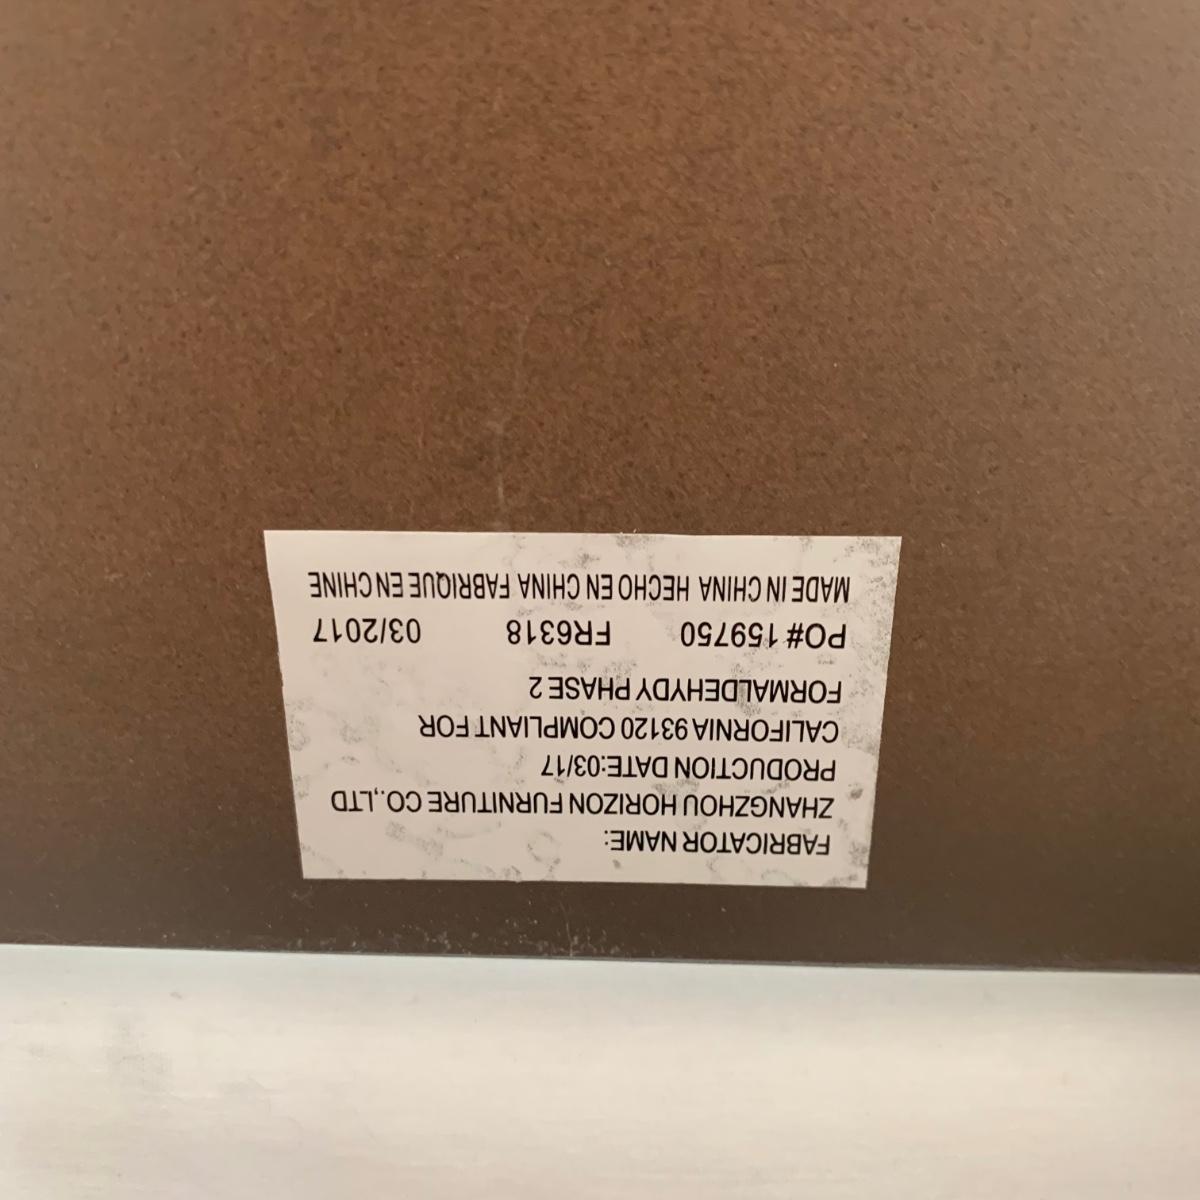 FABRICATOR NAME:
ZHANGZHOU HORIZON FURNITURE CO.,LTD
PRODUCTION DATE:03/17
CALIFORNIA 93120 COMPLIANT FOR
FORMALDEHYDY PHASE 2
PO# 159750 FR6318 03/2017
MADE IN CHINA HECHO EN CHINA FABRIQUE EN CHINE